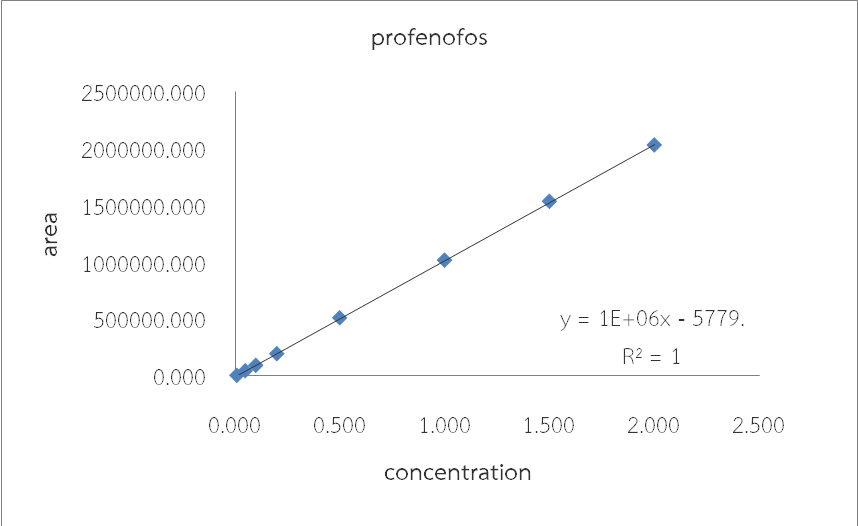 profenofos
2500000.000
2000000.000
1500000.000
1000000.000
500000.000
0.000
area
y = 1E+06x - 5779.
R² = 1
0.000 0.500 1.000 1.500 2.000 2.500
concentration